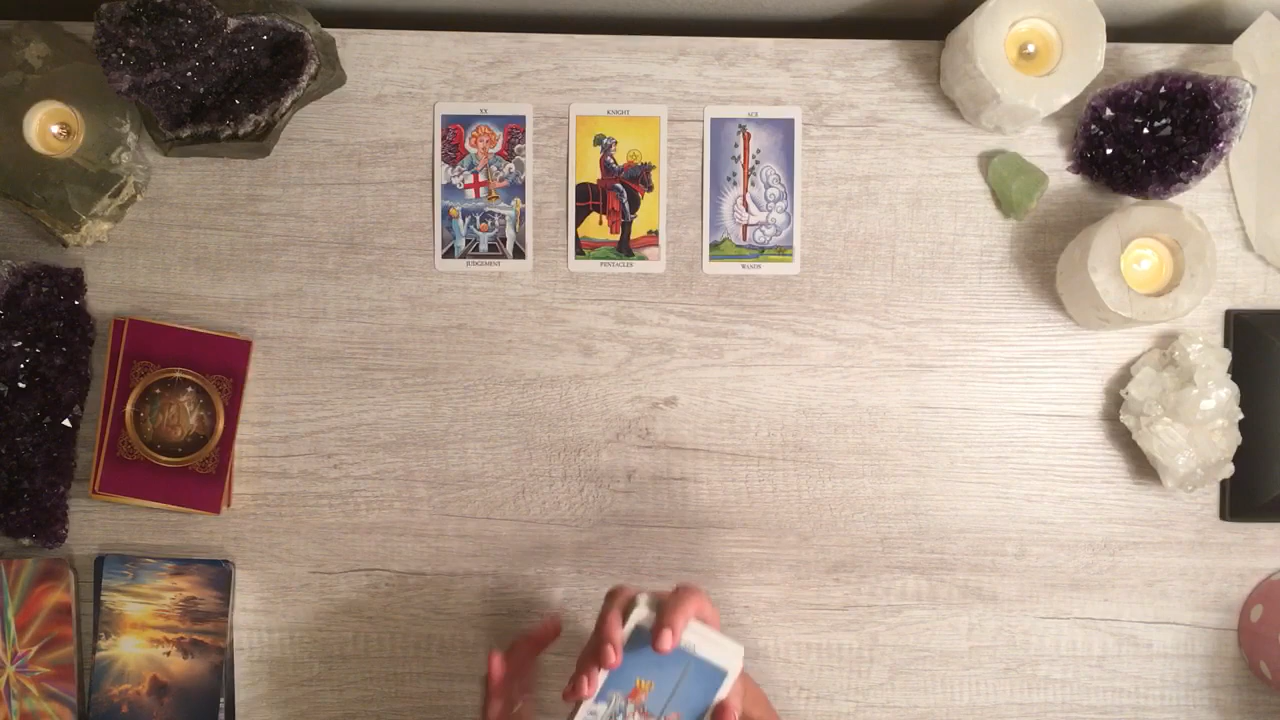 XX
JUDGEMENT
KNIGHT
PENTACLES
ACE
WANDS